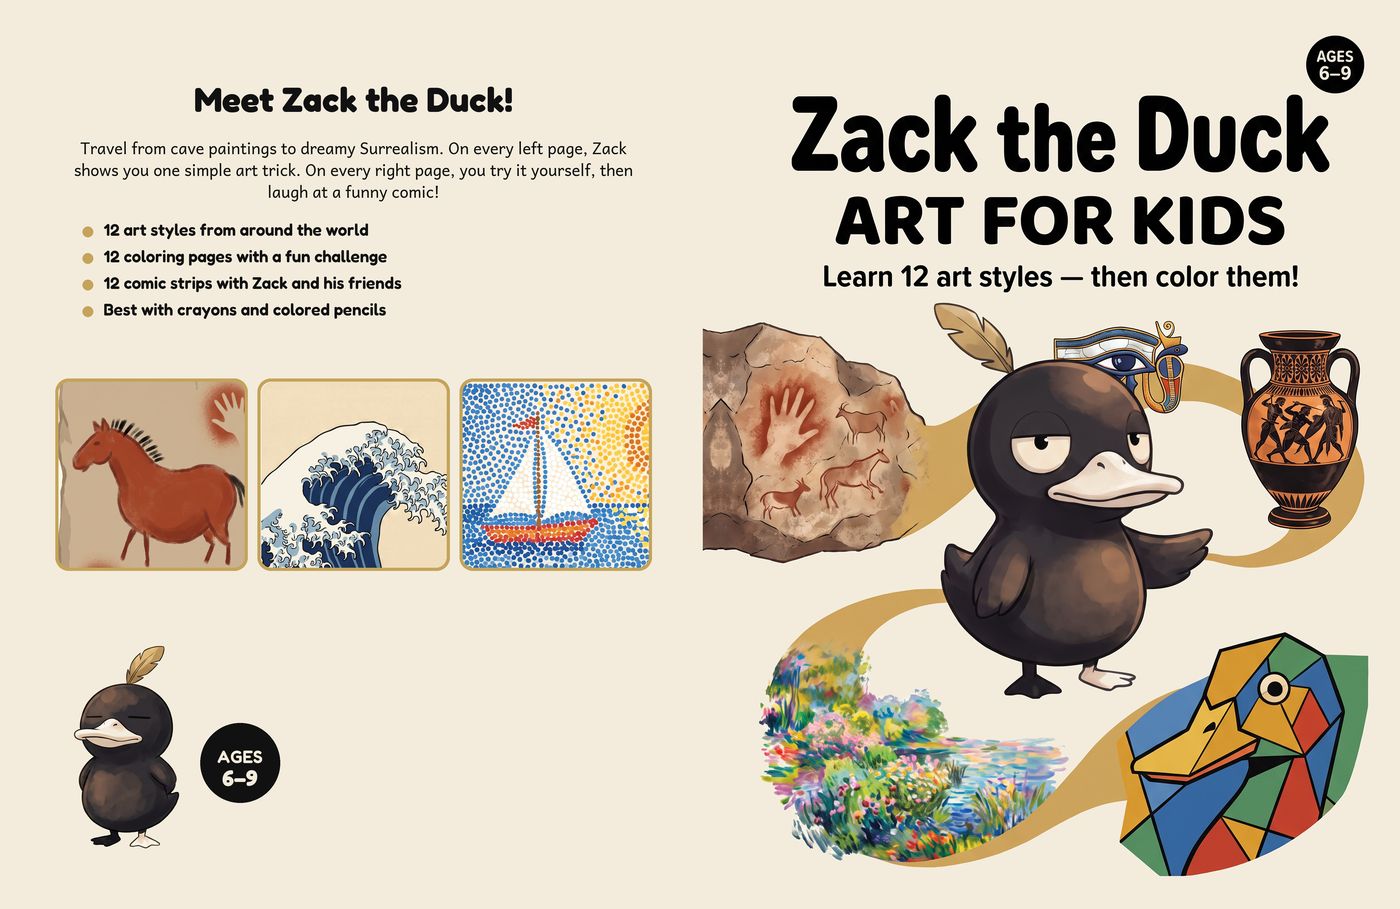 Meet Zack the Duck!
Travel from cave paintings to dreamy Surrealism. On every left page, Zack
shows you one simple art trick. On every right page, you try it yourself, then
laugh at a funny comic!
12 art styles from around the world
12 coloring pages with a fun challenge
12 comic strips with Zack and his friends
Best with crayons and colored pencils
AGES
6–9
AGES
6–9
Zack the Duck
ART FOR KIDS
Learn 12 art styles — then color them!